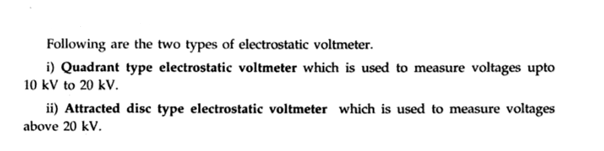 Following are the two types of electrostatic voltmeter.
i) Quadrant type electrostatic voltmeter which is used to measure voltages upto
10 kV to 20 kV.
ii) Attracted disc type electrostatic voltmeter which is used to measure voltages
above 20 kV.